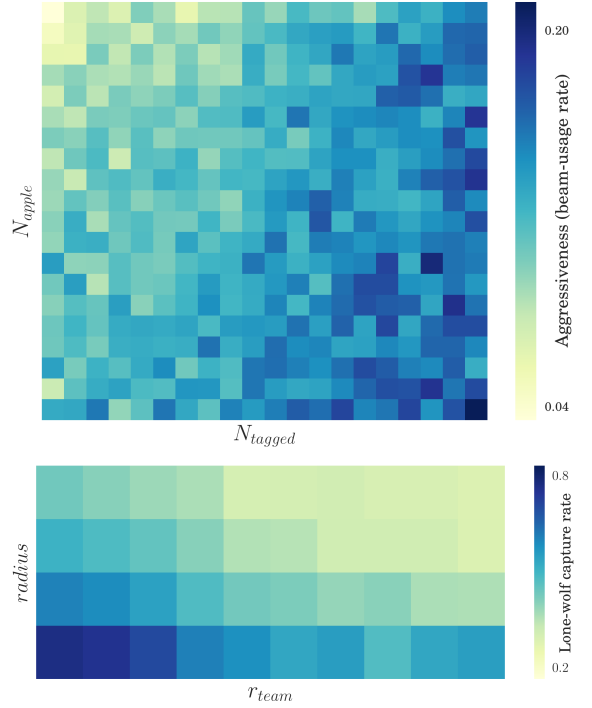 0.20
Aggressiveness (beam-usage rate)
0.04
N_apple
N_tagged
0.8
Lone-wolf capture rate
0.2
radius
r_team